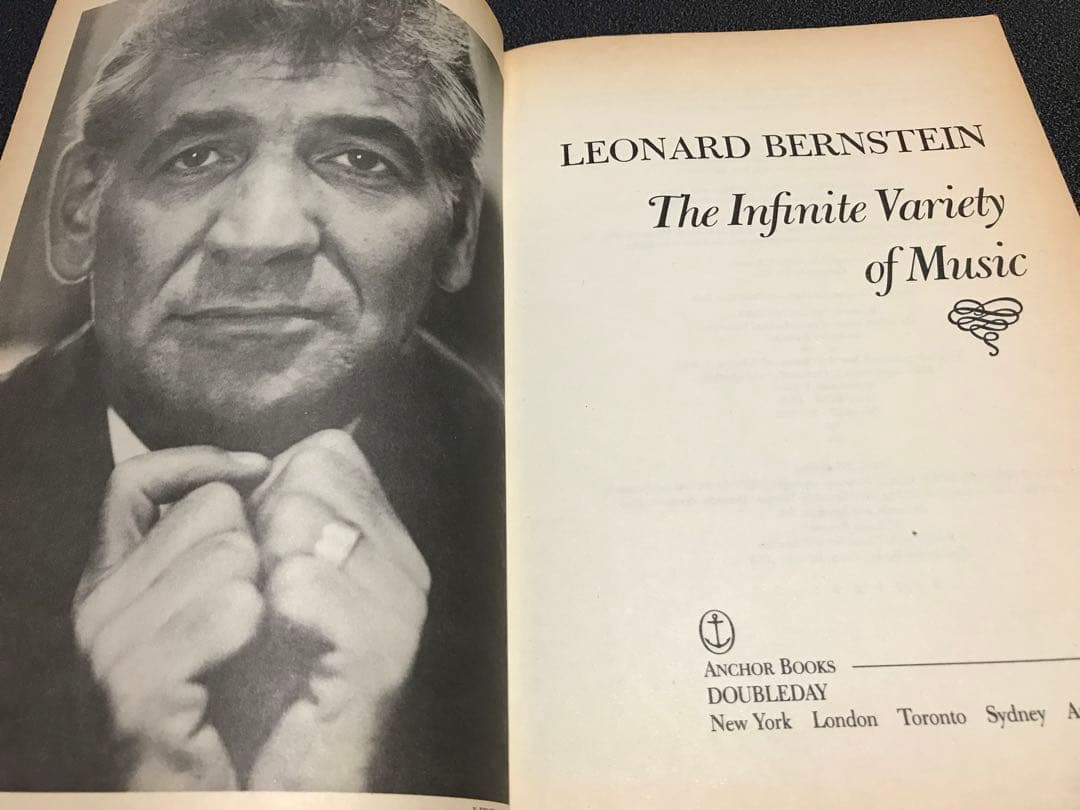 LEONARD BERNSTEIN
The Infinite Variety
of Music
ANCHOR BOOKS
DOUBLEDAY
New York London Toronto Sydney A